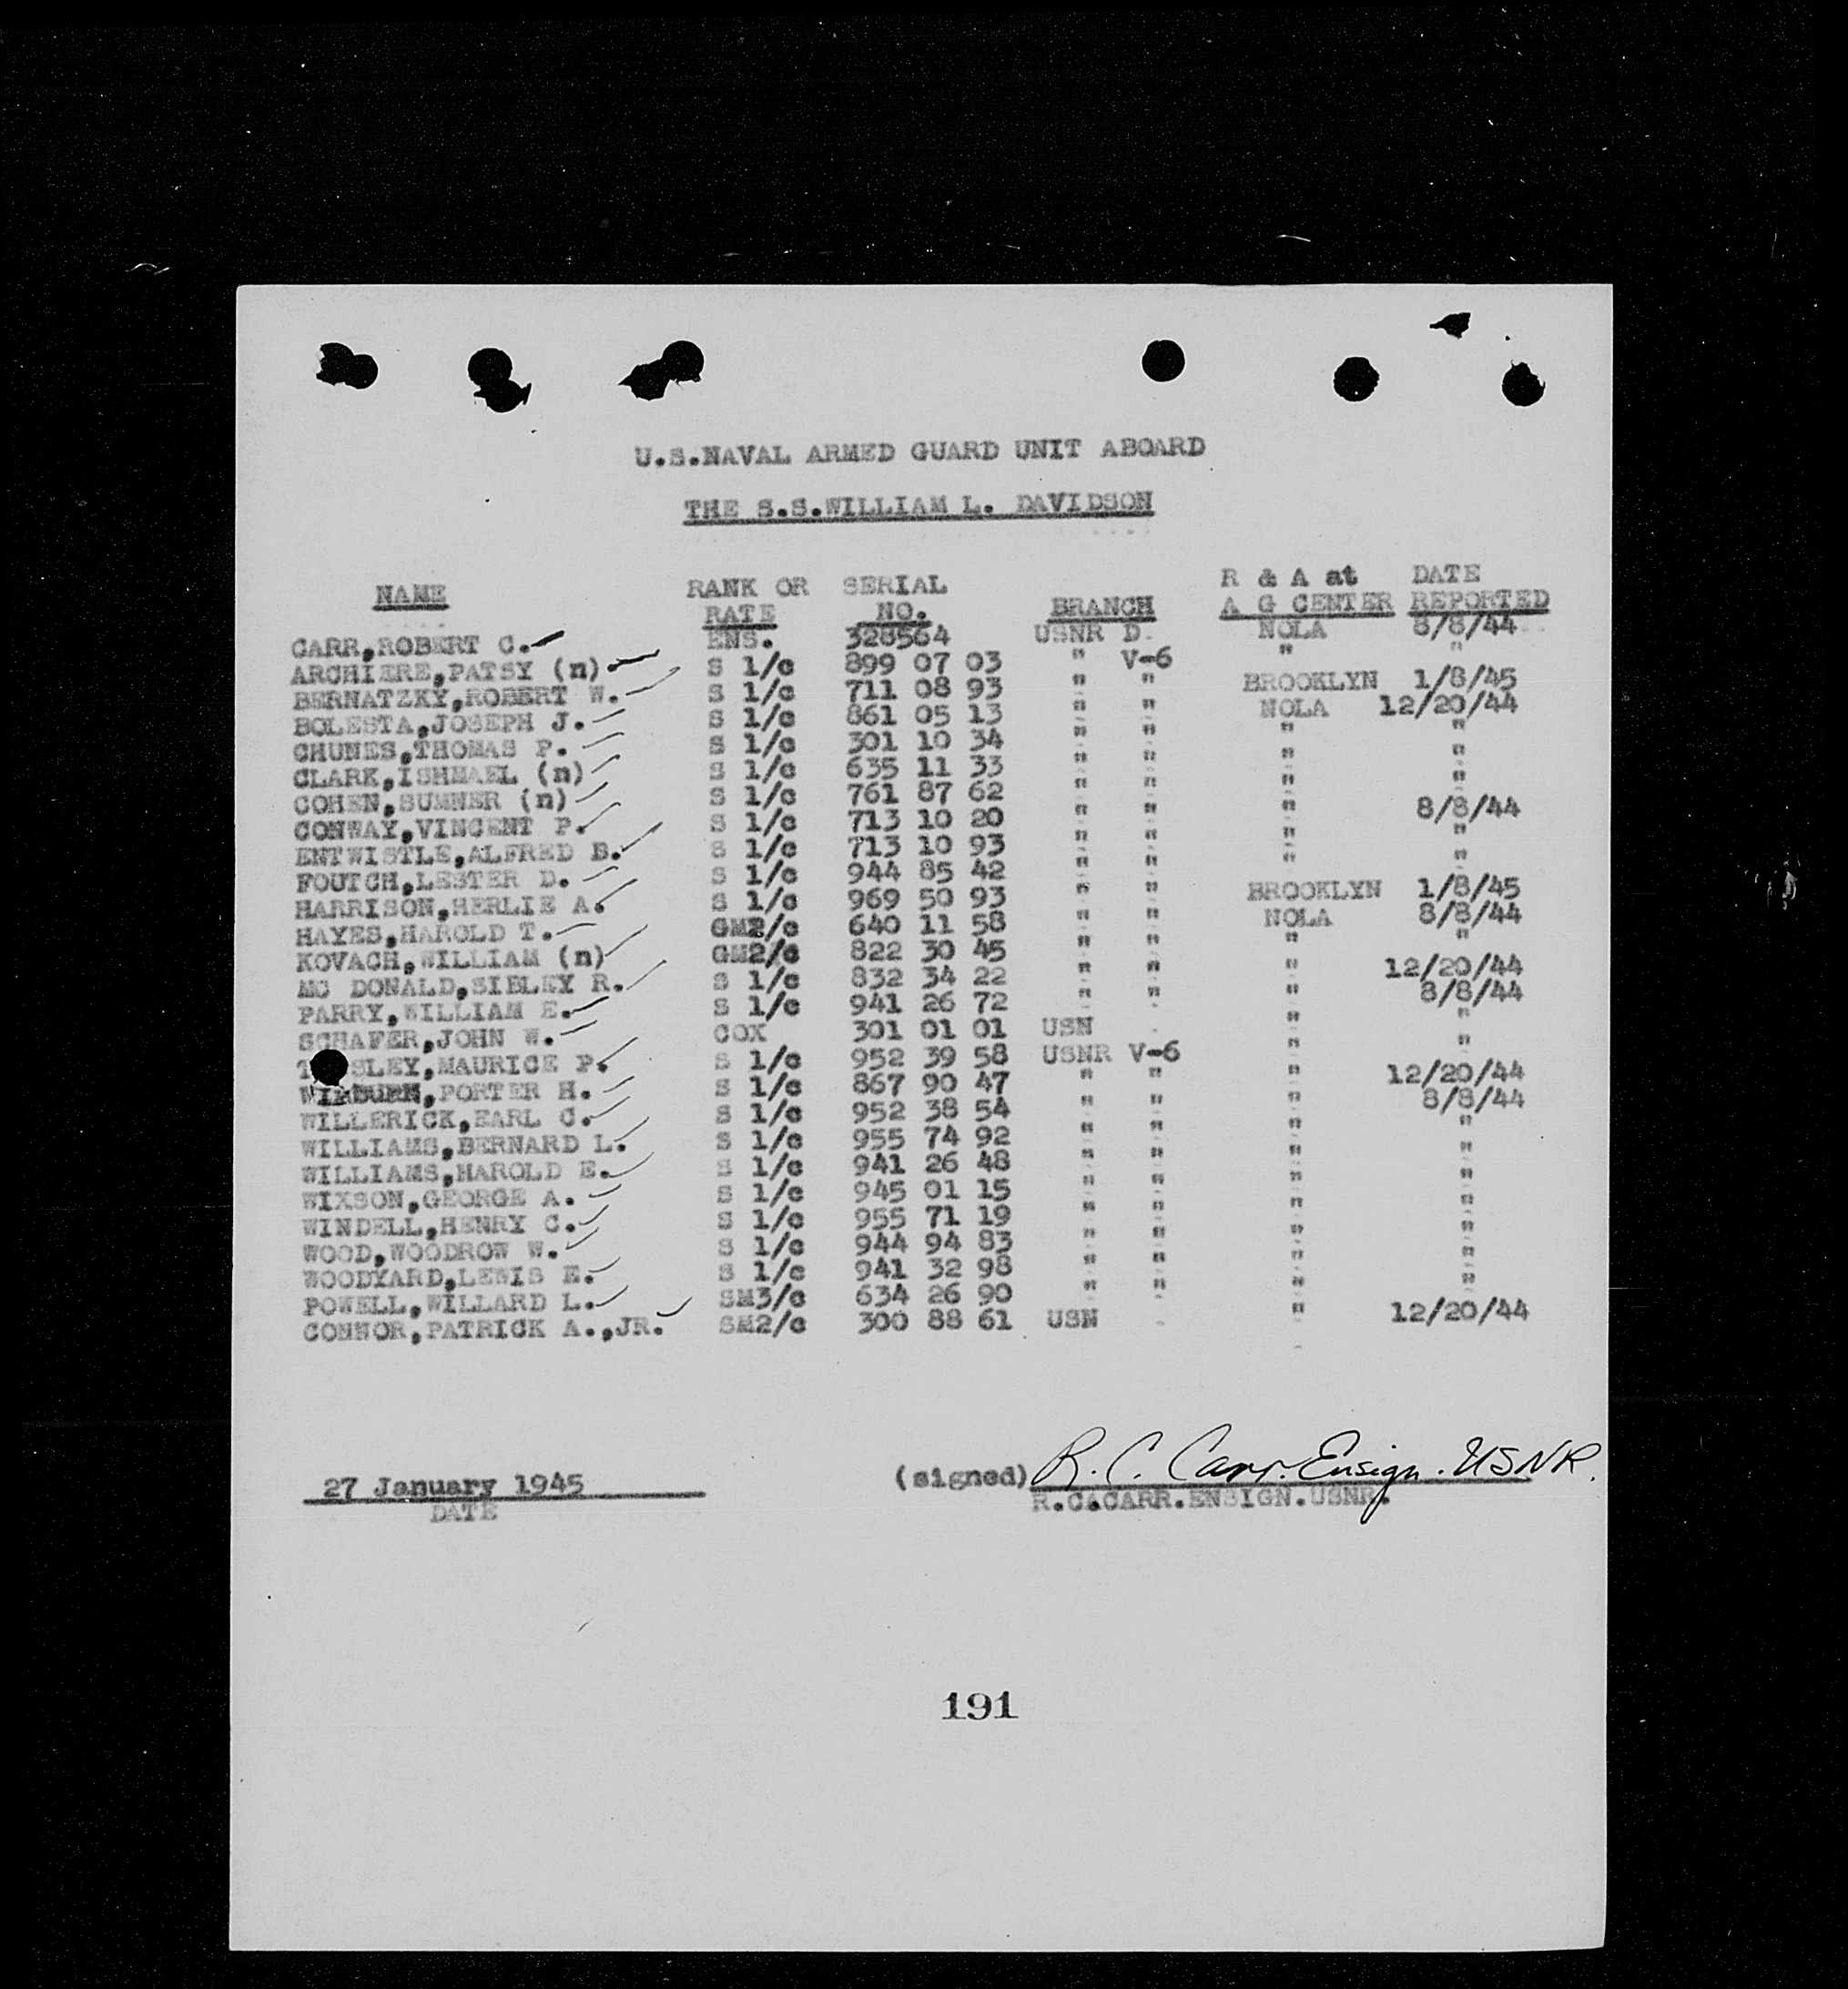 U.S.NAVAL ARMED GUARD UNIT ABOARD
THE S.S.WILLIAM L. DAVIDSON
NAME RANK OR RATE SERIAL NO. BRANCH R & A at A G CENTER DATE REPORTED
CARR,ROBERT C. ENS. 328564 USNR D. NOLA 8/8/44
ARCHIERE,PATSY (n) S 1/c 899 07 03 " V-6 " "
BERNATZKY,ROBERT W. S 1/c 711 08 93 " " BROOKLYN 1/8/45
BOLESTA,JOSEPH J. S 1/c 861 05 13 " " NOLA 12/20/44
CHUNES,THOMAS P. S 1/c 301 10 34 " " " "
CLARK,ISHMAEL (n) S 1/c 635 11 33 " " " "
COHEN,SUMNER (n) S 1/c 761 87 62 " " " "
CONWAY,VINCENT P. S 1/c 713 10 20 " " " 8/8/44
ENTWISTLE,ALFRED B. S 1/c 713 10 93 " " " "
FOUTCH,LESTER D. S 1/c 944 85 42 " " " "
HARRISON,HERLIE A. S 1/c 969 50 93 " " BROOKLYN 1/8/45
HAYES,HAROLD T. GM2/c 640 11 58 " " NOLA 8/8/44
KOVACH,WILLIAM (n) GM2/c 822 30 45 " " " "
MC DONALD,SIBLEY R. S 1/c 832 34 22 " " " 12/20/44
PARRY,WILLIAM E. S 1/c 941 26 72 " " " 8/8/44
SCHAFER,JOHN W. COX 301 01 01 USN " "
SLEY,MAURICE P. S 1/c 952 39 58 USNR V-6 " "
PORTER H. S 1/c 867 90 47 " " " 12/20/44
WILLERICK,EARL C. S 1/c 952 38 54 " " " 8/8/44
WILLIAMS,BERNARD L. S 1/c 955 74 92 " " " "
WILLIAMS,HAROLD E. S 1/c 941 26 48 " " " "
WIXSON,GEORGE A. S 1/c 945 01 15 " " " "
WINDELL,HENRY C. S 1/c 955 71 19 " " " "
WOOD,WOODROW W. S 1/c 944 94 83 " " " "
WOODYARD,LEWIS E. S 1/c 941 32 98 " " " "
POWELL,WILLARD L. SM3/c 634 26 90 " " " "
CONNOR,PATRICK A.,JR. SM2/c 300 88 61 USN " 12/20/44
27 January 1945 (signed) R. C. Carr. Ensign. USNR.
DATE R.C.CARR.ENSIGN.USNR.
191